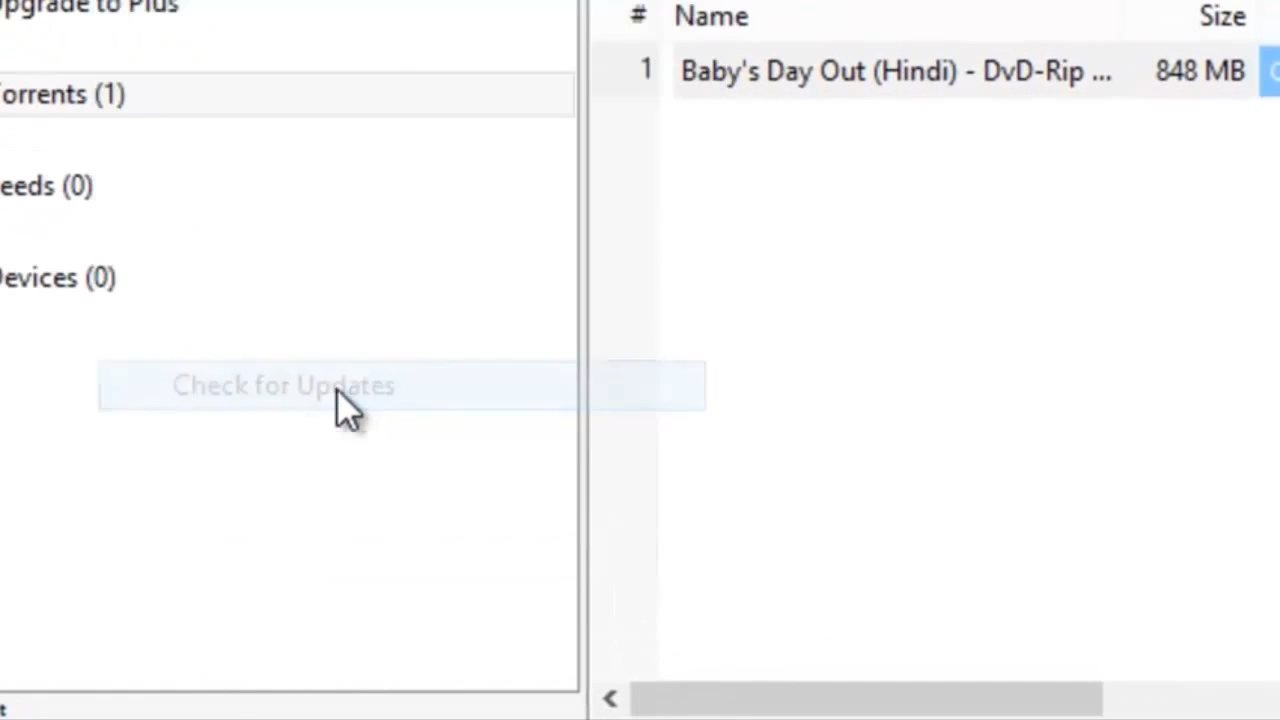 pgrade to Plus
# Name Size
orrents (1)
1 Baby's Day Out (Hindi) - DvD-Rip ... 848 MB
eeds (0)
evices (0)
Check for Updates
t